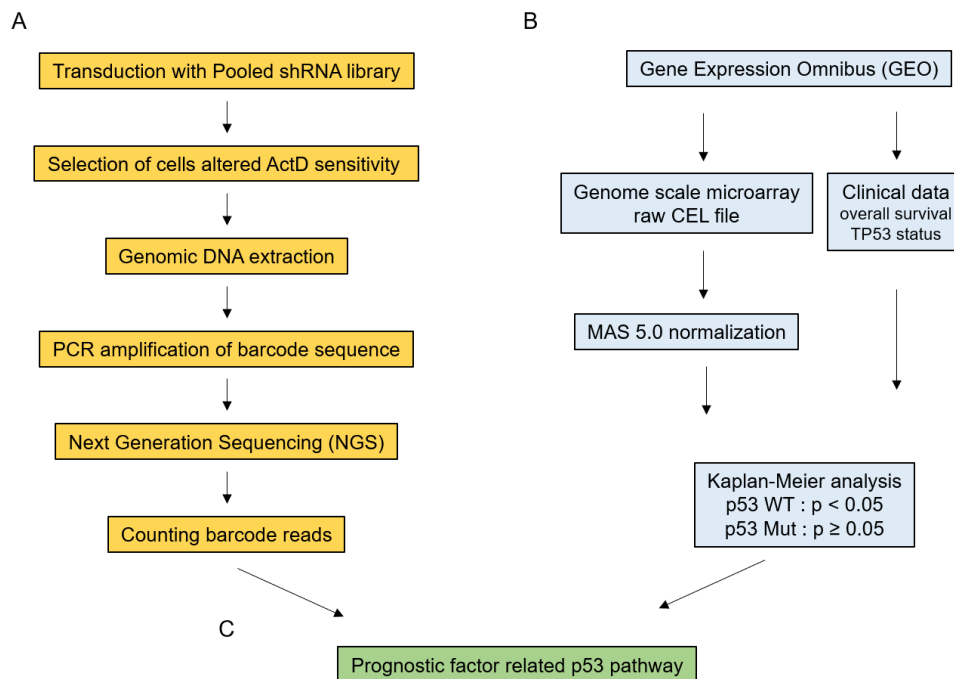 A
Transduction with Pooled shRNA library
Selection of cells altered ActD sensitivity
Genomic DNA extraction
PCR amplification of barcode sequence
Next Generation Sequencing (NGS)
Counting barcode reads
B
Gene Expression Omnibus (GEO)
Genome scale microarray
raw CEL file
Clinical data
overall survival
TP53 status
MAS 5.0 normalization
Kaplan-Meier analysis
p53 WT : p < 0.05
p53 Mut : p ≥ 0.05
C
Prognostic factor related p53 pathway